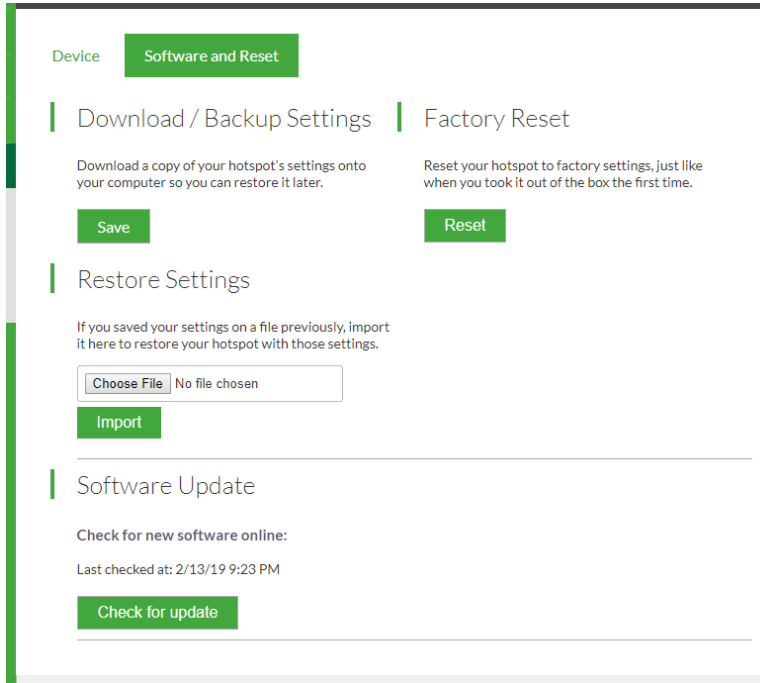 Device
Software and Reset
Download / Backup Settings
Download a copy of your hotspot's settings onto
your computer so you can restore it later.
Save
Factory Reset
Reset your hotspot to factory settings, just like
when you took it out of the box the first time.
Reset
Restore Settings
If you saved your settings on a file previously, import
it here to restore your hotspot with those settings.
Choose File No file chosen
Import
Software Update
Check for new software online:
Last checked at: 2/13/19 9:23 PM
Check for update